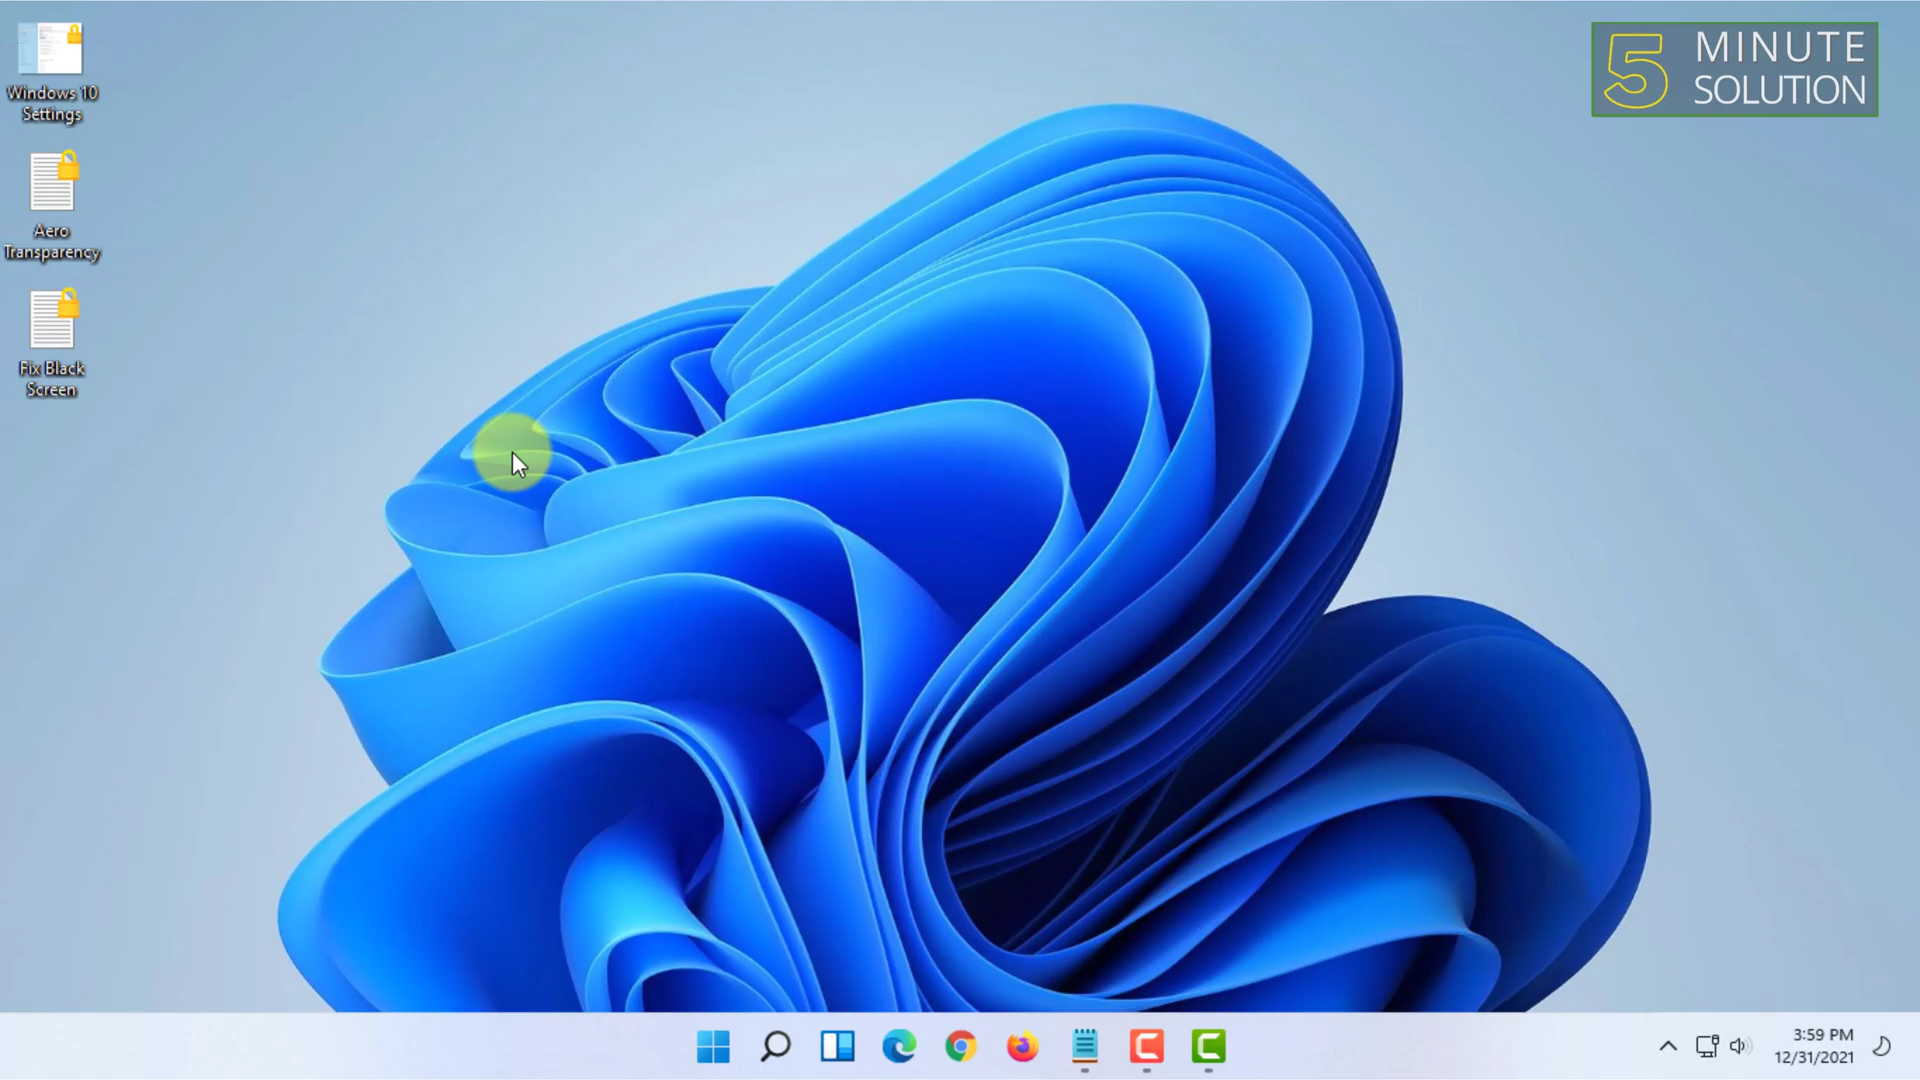 Windows 10
Settings
Aero
Transparency
Fix Black
Screen
5 MINUTE
SOLUTION
3:59 PM
12/31/2021